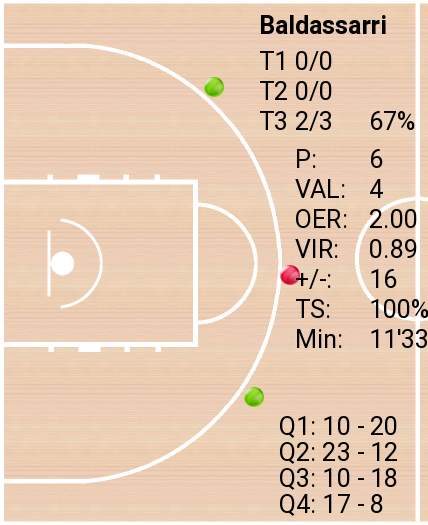 Baldassarri
T1 0/0
T2 0/0
T3 2/3 67%
P: 6
VAL: 4
OER: 2.00
VIR: 0.89
+/-: 16
TS: 100%
Min: 11'33
Q1: 10 - 20
Q2: 23 - 12
Q3: 10 - 18
Q4: 17 - 8